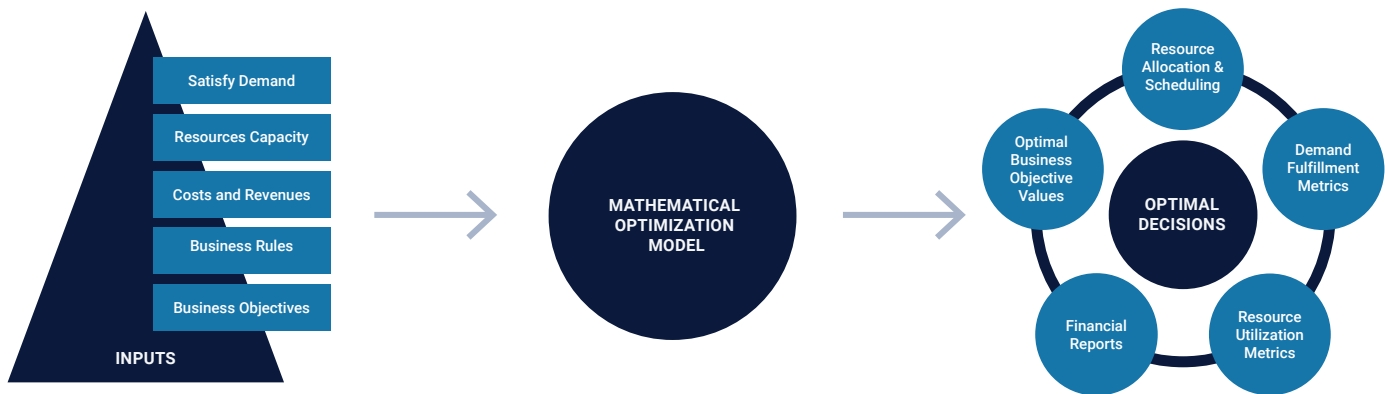 Satisfy Demand
Resources Capacity
Costs and Revenues
Business Rules
Business Objectives
INPUTS
MATHEMATICAL
OPTIMIZATION
MODEL
Resource
Allocation &
Scheduling
Optimal
Business
Objective
Values
Demand
Fulfillment
Metrics
OPTIMAL
DECISIONS
Financial
Reports
Resource
Utilization
Metrics